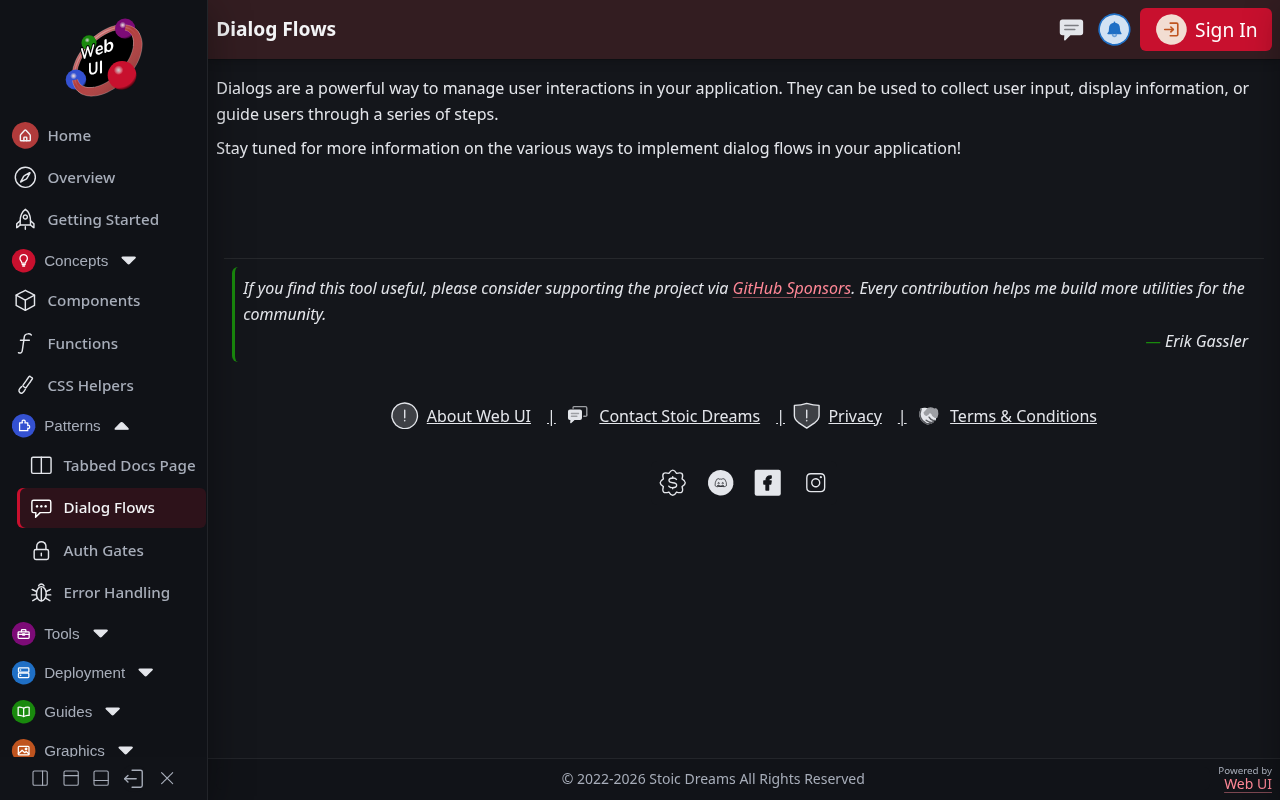 Web
UI
Home
Overview
Getting Started
Concepts
Components
Functions
CSS Helpers
Patterns
Tabbed Docs Page
Dialog Flows
Auth Gates
Error Handling
Tools
Deployment
Guides
Graphics
Dialog Flows
Sign In
Dialogs are a powerful way to manage user interactions in your application. They can be used to collect user input, display information, or
guide users through a series of steps.
Stay tuned for more information on the various ways to implement dialog flows in your application!
If you find this tool useful, please consider supporting the project via GitHub Sponsors. Every contribution helps me build more utilities for the
community.
— Erik Gassler
About Web UI | Contact Stoic Dreams | Privacy | Terms & Conditions
© 2022-2026 Stoic Dreams All Rights Reserved
Powered by
Web UI